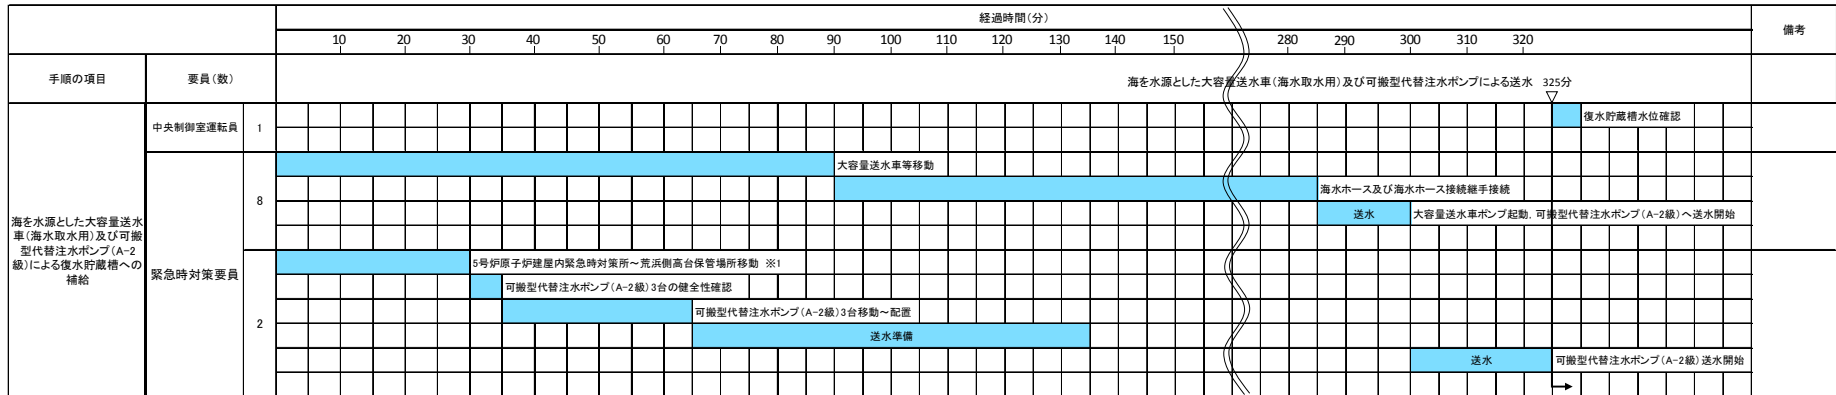 経過時間(分)
備考
10 20 30 40 50 60 70 80 90 100 110 120 130 140 150 280 290 300 310 320
手順の項目
要員(数)
海を水源とした大容量送水車(海水取水用)及び可搬型代替注水ポンプによる送水 325分
▽
中央制御室運転員
1
復水貯蔵槽水位確認
大容量送水車等移動
海水ホース及び海水ホース接続継手接続
8
送水
大容量送水車ポンプ起動,可搬型代替注水ポンプ(A-2級)へ送水開始
海を水源とした大容量送水
車(海水取水用)及び可搬
型代替注水ポンプ(A-2
級)による復水貯蔵槽への
補給
緊急時対策要員
5号炉原子炉建屋内緊急時対策所~荒浜側高台保管場所移動 ※1
可搬型代替注水ポンプ(A-2級)3台の健全性確認
可搬型代替注水ポンプ(A-2級)3台移動~配置
2
送水準備
送水
可搬型代替注水ポンプ(A-2級)送水開始